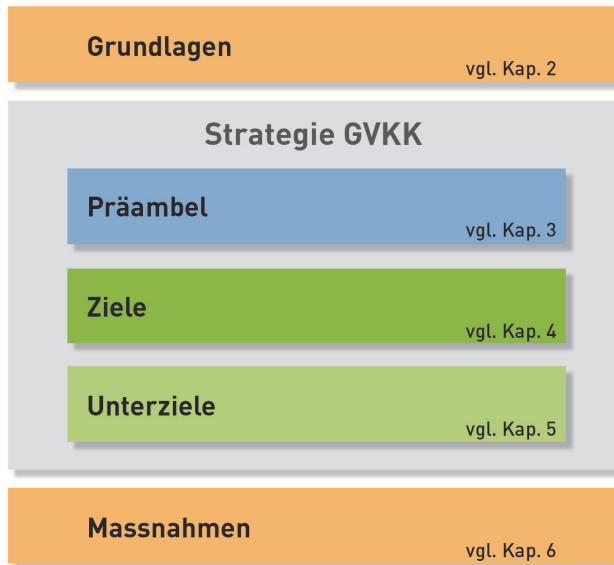 Grundlagen
vgl. Kap. 2
Strategie GVKK
Präambel
vgl. Kap. 3
Ziele
vgl. Kap. 4
Unterziele
vgl. Kap. 5
Massnahmen
vgl. Kap. 6